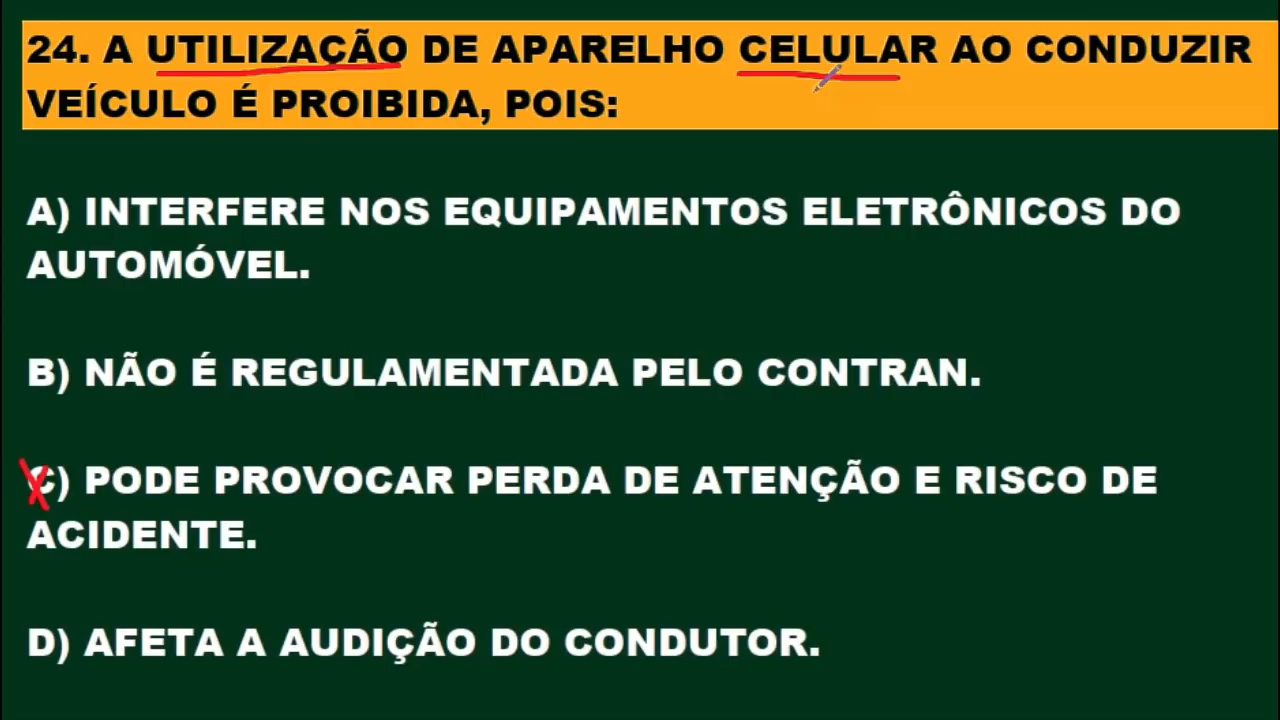 24. A UTILIZAÇÃO DE APARELHO CELULAR AO CONDUZIR
VEÍCULO É PROIBIDA, POIS:
A) INTERFERE NOS EQUIPAMENTOS ELETRÔNICOS DO
AUTOMÓVEL.
B) NÃO É REGULAMENTADA PELO CONTRAN.
C) PODE PROVOCAR PERDA DE ATENÇÃO E RISCO DE
ACIDENTE.
D) AFETA A AUDIÇÃO DO CONDUTOR.